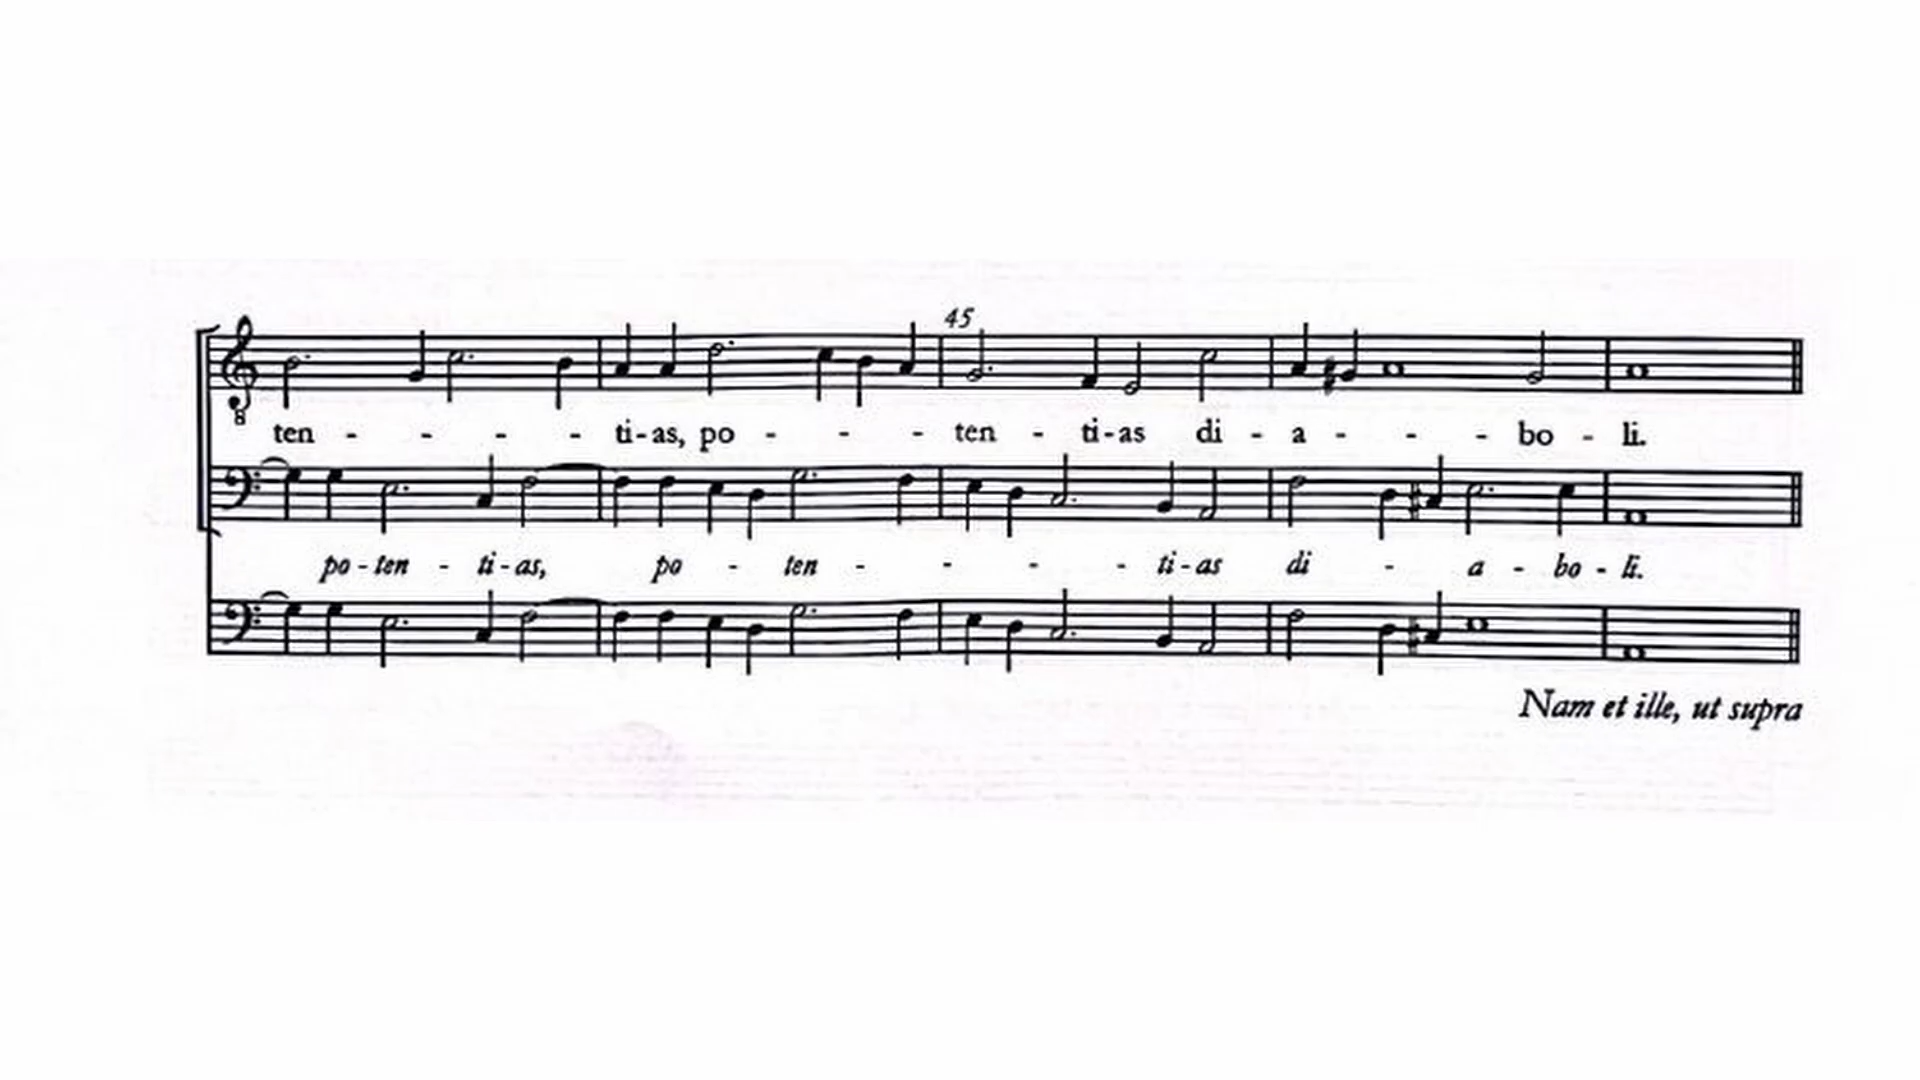 45
8
ten - - - - ti-as, po - - - ten - ti-as di - a - - - bo - li.
po-ten - ti-as, po - ten - - - - ti-as di - a - bo - li.
Nam et ille, ut supra